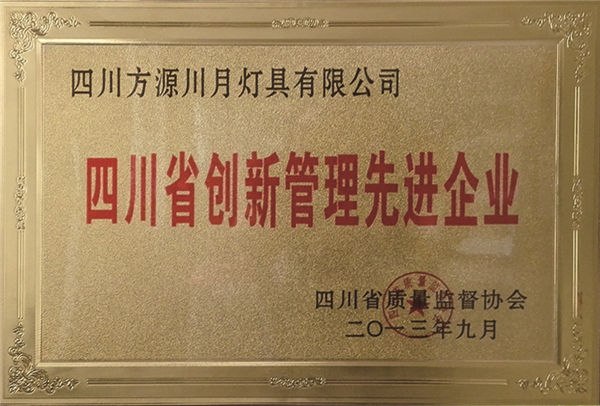 四川方源川月灯具有限公司
四川省创新管理先进企业
四川省质量监督协会
二〇一三年九月